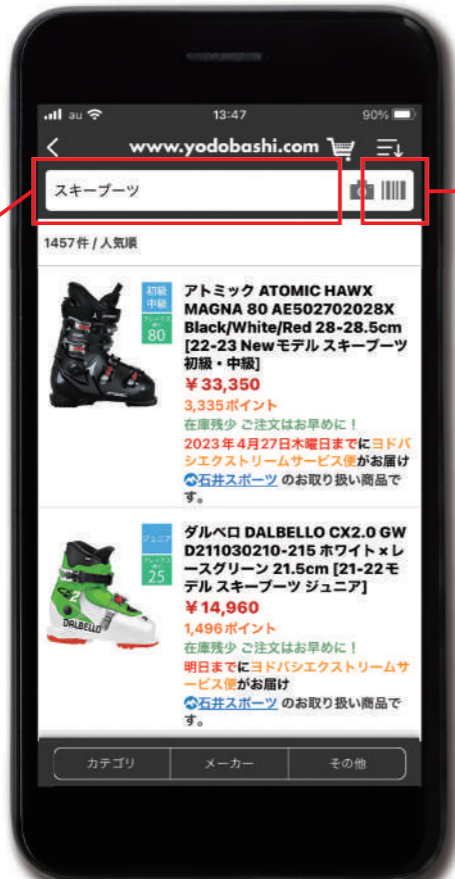 au 13:47 90%
www.yodobashi.com
スキーブーツ
1457件 / 人気順
初級
中級
80
アトミック ATOMIC HAWX
MAGNA 80 AE502702028X
Black/White/Red 28-28.5cm
[22-23 Newモデル スキーブーツ
初級・中級]
¥33,350
3,335ポイント
在庫残少 ご注文はお早めに！
2023年4月27日木曜日までにヨドバ
シエクストリームサービス便がお届け
石井スポーツ のお取り扱い商品で
す。
ジュニア
25
DALBELLO
ダルベロ DALBELLO CX2.0 GW
D211030210-215 ホワイト×レ
ースグリーン 21.5cm [21-22モ
デル スキーブーツ ジュニア]
¥14,960
1,496ポイント
在庫残少 ご注文はお早めに！
明日までにヨドバシエクストリームサ
ービス便がお届け
石井スポーツ のお取り扱い商品で
す。
カテゴリ メーカー その他